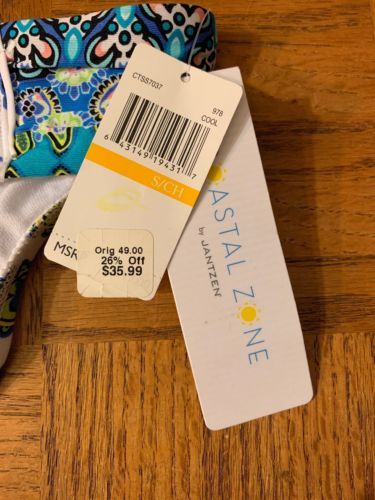 CTSS7037
978
COOL
6 43149 19431 7
S/CH
MSR
Orig 49.00
26% Off
$35.99
ASTAL ZONE
by JANTZEN